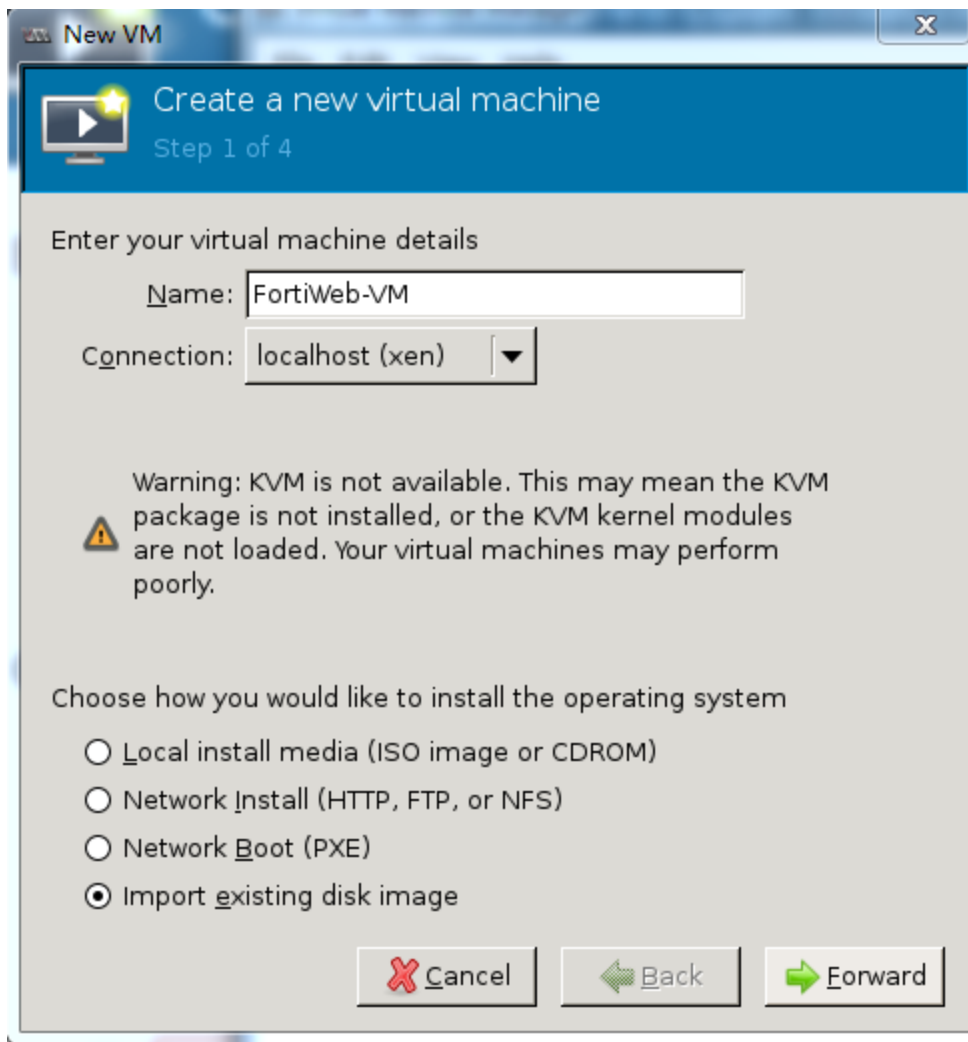 New VM
Create a new virtual machine
Step 1 of 4
Enter your virtual machine details
Name: FortiWeb-VM
Connection: localhost (xen)
Warning: KVM is not available. This may mean the KVM
package is not installed, or the KVM kernel modules
are not loaded. Your virtual machines may perform
poorly.
Choose how you would like to install the operating system
Local install media (ISO image or CDROM)
Network Install (HTTP, FTP, or NFS)
Network Boot (PXE)
Import existing disk image
Cancel Back Forward